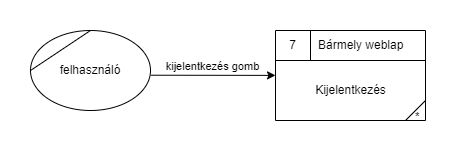 7 Bármely weblap
felhasználó
kijelentkezés gomb
Kijelentkezés
*